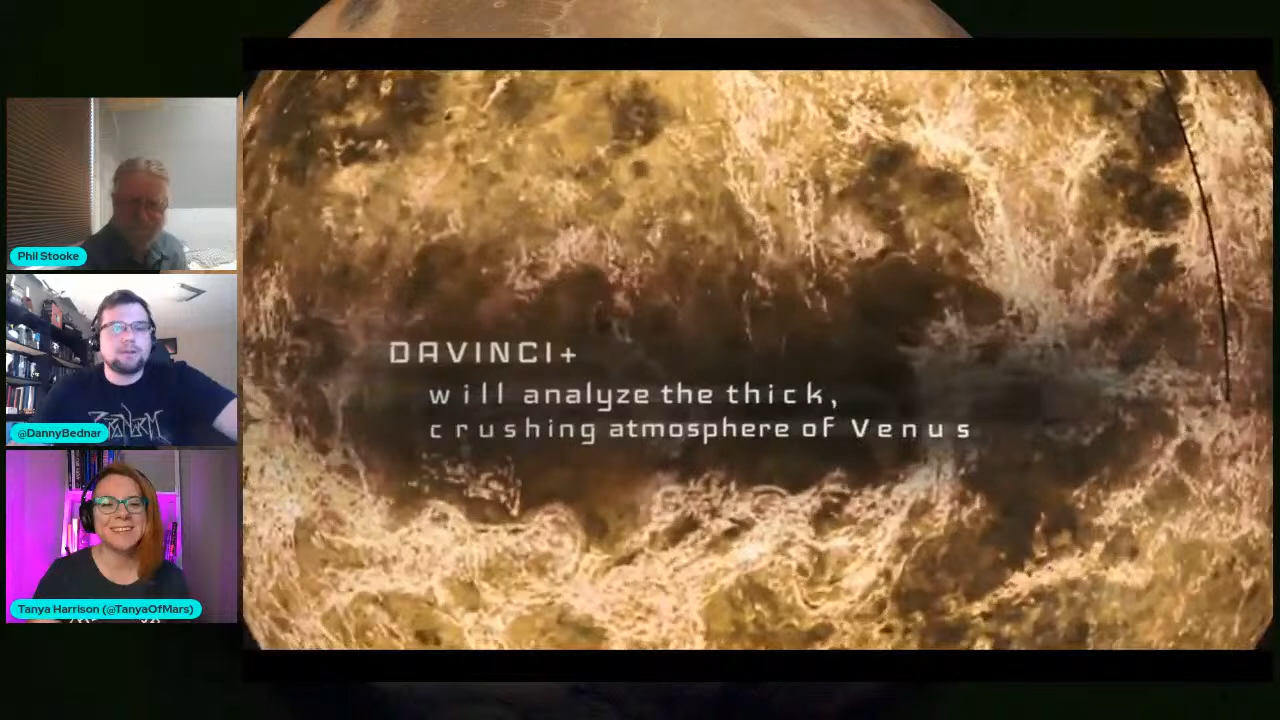 Phil Stooke
@DannyBednar
Tanya Harrison (@TanyaOfMars)
DAVINCI+
will analyze the thick,
crushing atmosphere of Venus